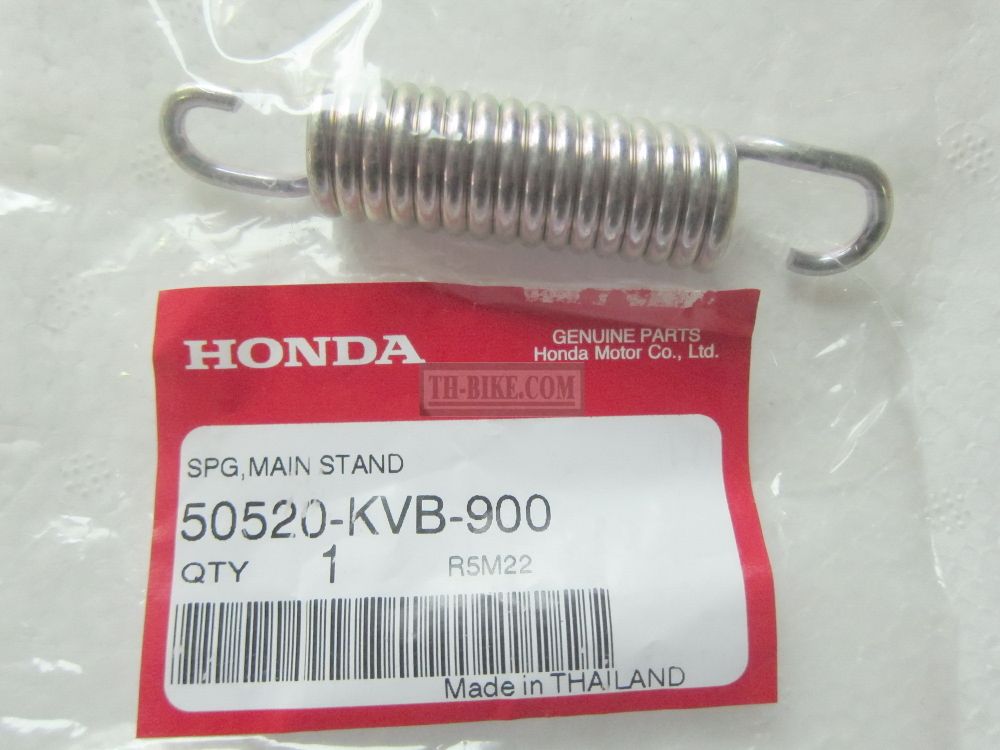 HONDA
GENUINE PARTS
Honda Motor Co., Ltd.
TH-BIKE.COM
SPG,MAIN STAND
50520-KVB-900
QTY 1 R5M22
Made in THAILAND